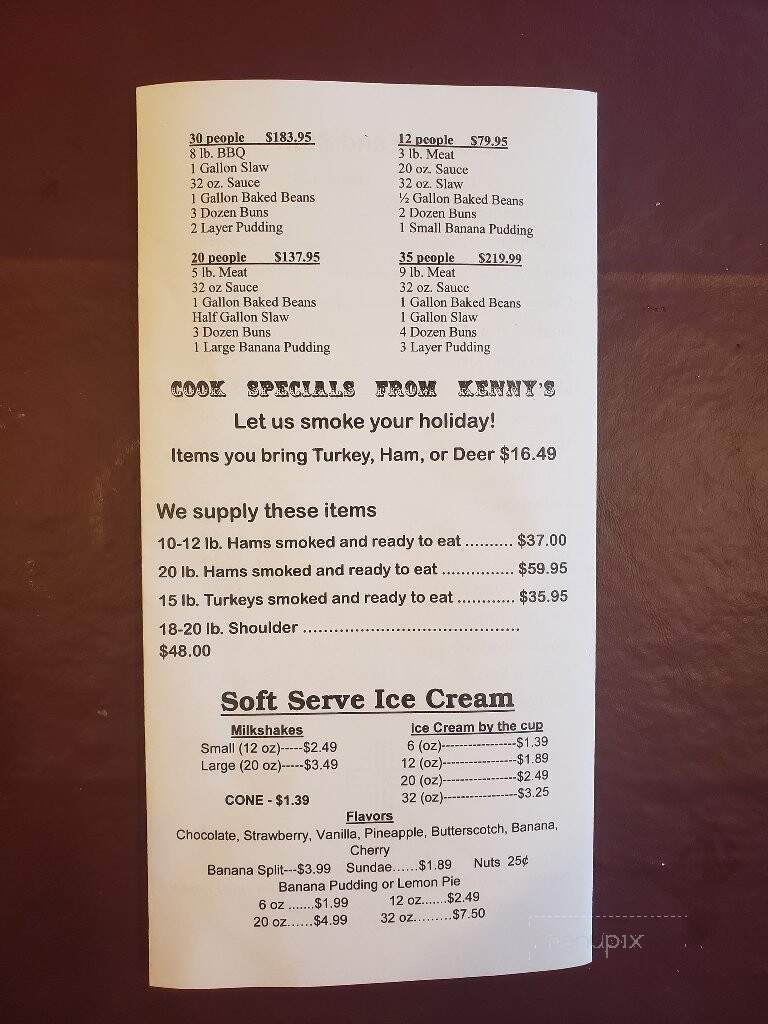 30 people $183.95
8 lb. BBQ
1 Gallon Slaw
32 oz. Sauce
1 Gallon Baked Beans
3 Dozen Buns
2 Layer Pudding
12 people $79.95
3 lb. Meat
20 oz. Sauce
32 oz. Slaw
½ Gallon Baked Beans
2 Dozen Buns
1 Small Banana Pudding
20 people $137.95
5 lb. Meat
32 oz Sauce
1 Gallon Baked Beans
Half Gallon Slaw
3 Dozen Buns
1 Large Banana Pudding
35 people $219.99
9 lb. Meat
32 oz. Sauce
1 Gallon Baked Beans
1 Gallon Slaw
4 Dozen Buns
3 Layer Pudding
COOK SPECIALS FROM KENNY'S
Let us smoke your holiday!
Items you bring Turkey, Ham, or Deer $16.49
We supply these items
10-12 lb. Hams smoked and ready to eat .......... $37.00
20 lb. Hams smoked and ready to eat ............... $59.95
15 lb. Turkeys smoked and ready to eat ............ $35.95
18-20 lb. Shoulder ..........................................
$48.00
Soft Serve Ice Cream
Milkshakes
Small (12 oz)-----$2.49
Large (20 oz)-----$3.49
CONE - $1.39
Ice Cream by the cup
6 (oz)-----------------$1.39
12 (oz)-----------------$1.89
20 (oz)-----------------$2.49
32 (oz)-----------------$3.25
Flavors
Chocolate, Strawberry, Vanilla, Pineapple, Butterscotch, Banana,
Cherry
Banana Split---$3.99 Sundae......$1.89 Nuts 25¢
Banana Pudding or Lemon Pie
6 oz .......$1.99 12 oz.......$2.49
20 oz......$4.99 32 oz.........$7.50
menupix